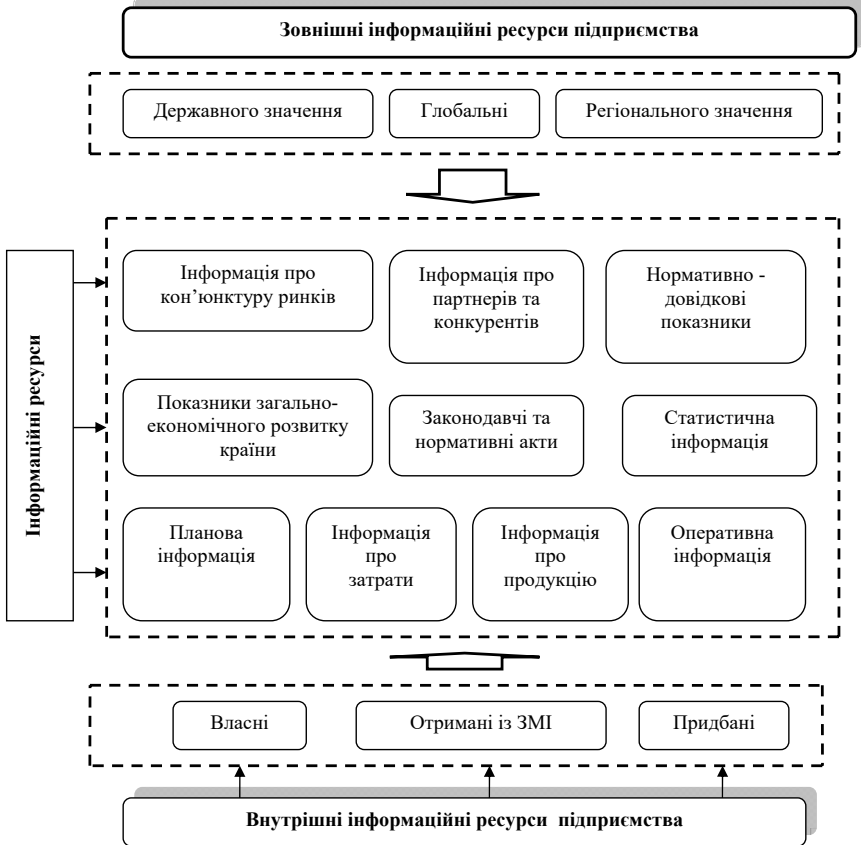 Зовнішні інформаційні ресурси підприємства
Державного значення
Глобальні
Регіонального значення
Інформаційні ресурси
Інформація про
кон’юнктуру ринків
Інформація про
партнерів та
конкурентів
Нормативно -
довідкові
показники
Показники загально-
економічного розвитку
країни
Законодавчі та
нормативні акти
Статистична
інформація
Планова
інформація
Інформація
про
затрати
Інформація
про
продукцію
Оперативна
інформація
Власні
Отримані із ЗМІ
Придбані
Внутрішні інформаційні ресурси  підприємства